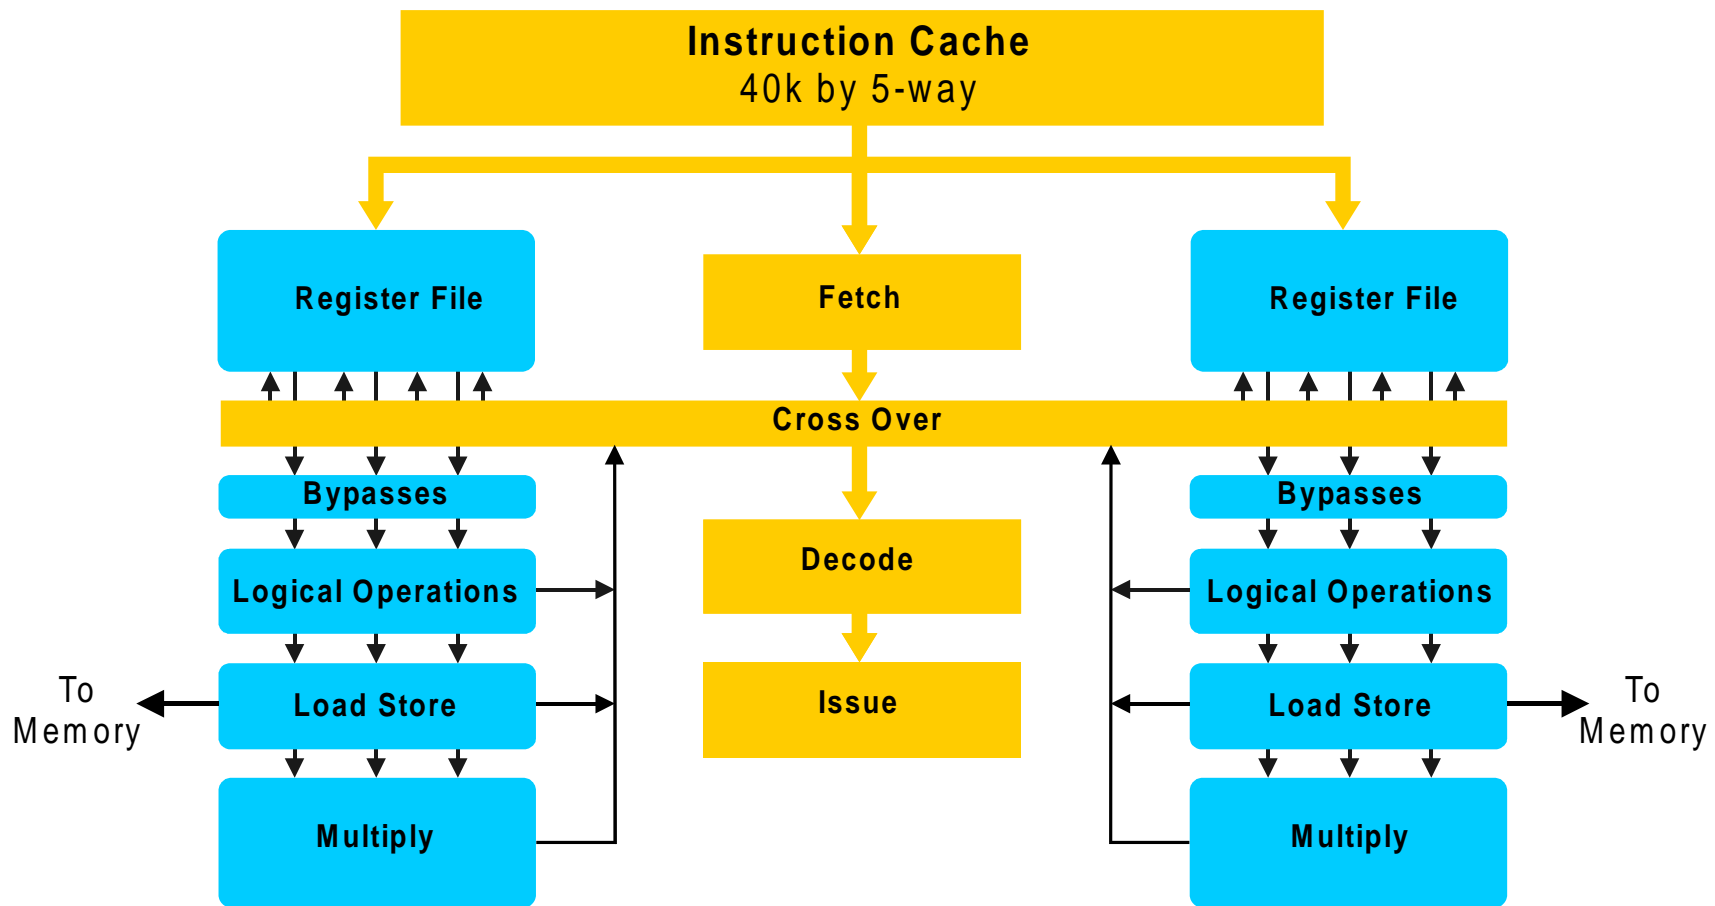 Instruction Cache
40k by 5-way
Register File
Fetch
Register File
Cross Over
Bypasses
Bypasses
Decode
Logical Operations
Logical Operations
To
Memory
Load Store
Issue
Load Store
To
Memory
Multiply
Multiply